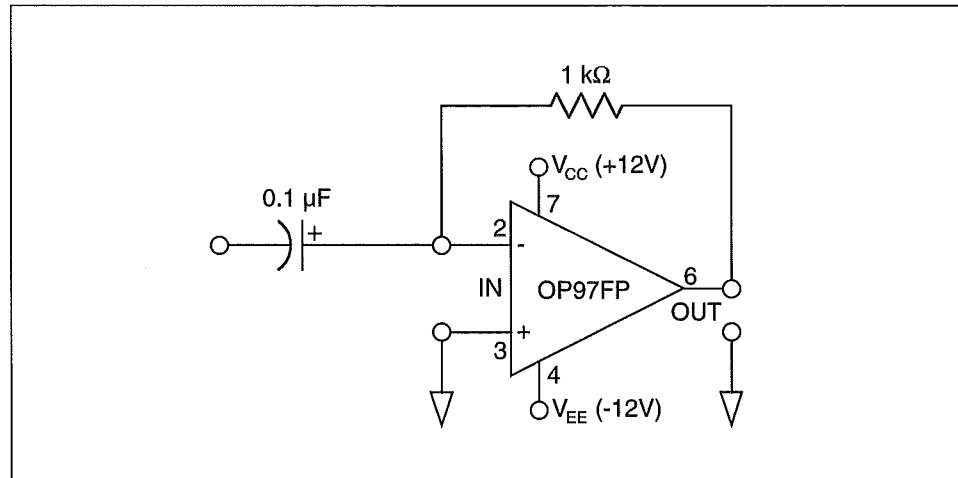 1 kΩ
V_CC (+12V)
0.1 µF
7
+
2
-
6
IN
OP97FP
OUT
+
3
4
V_EE (-12V)